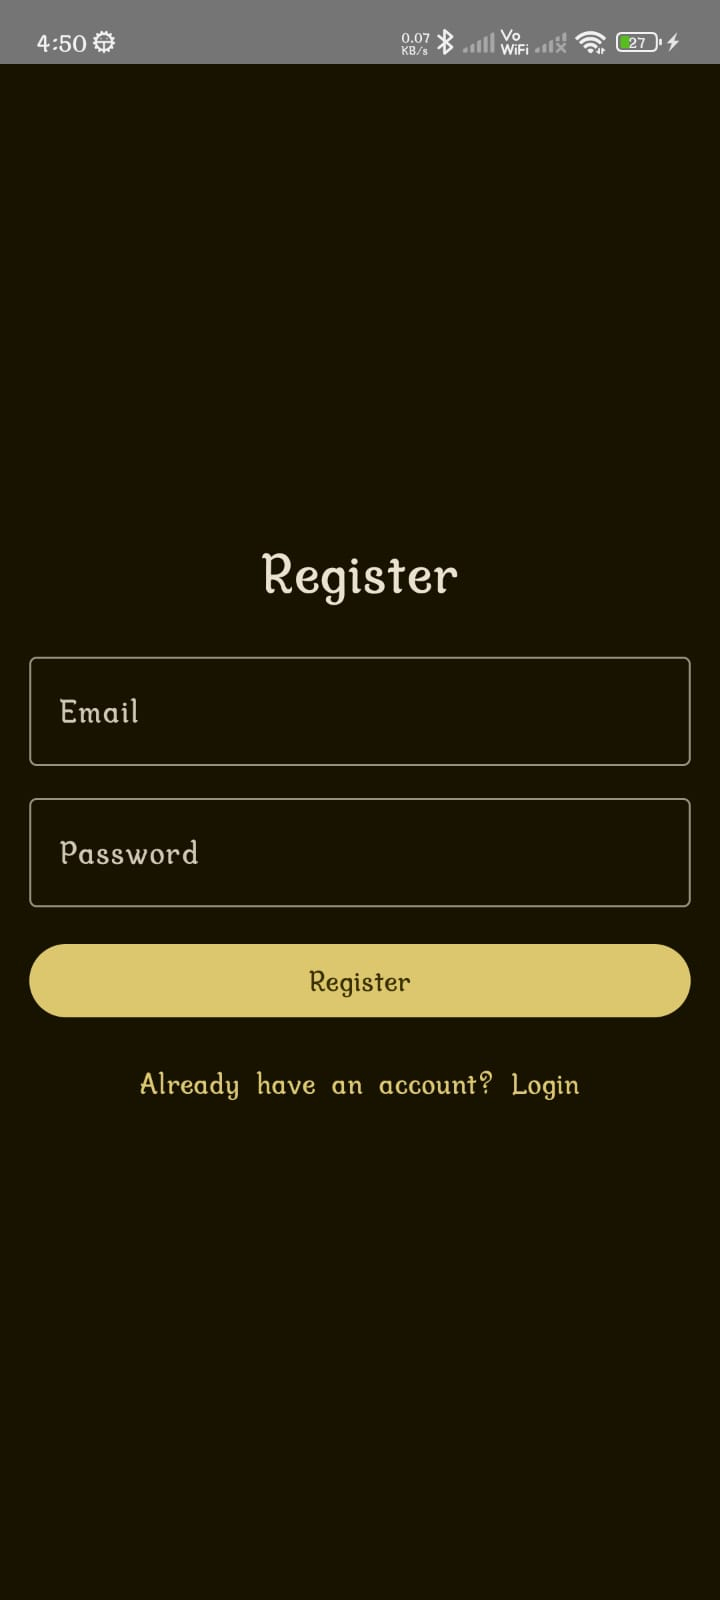 4:50 0.07 KB/s Vo WiFi 27
Register
Email
Password
Register
Already have an account? Login